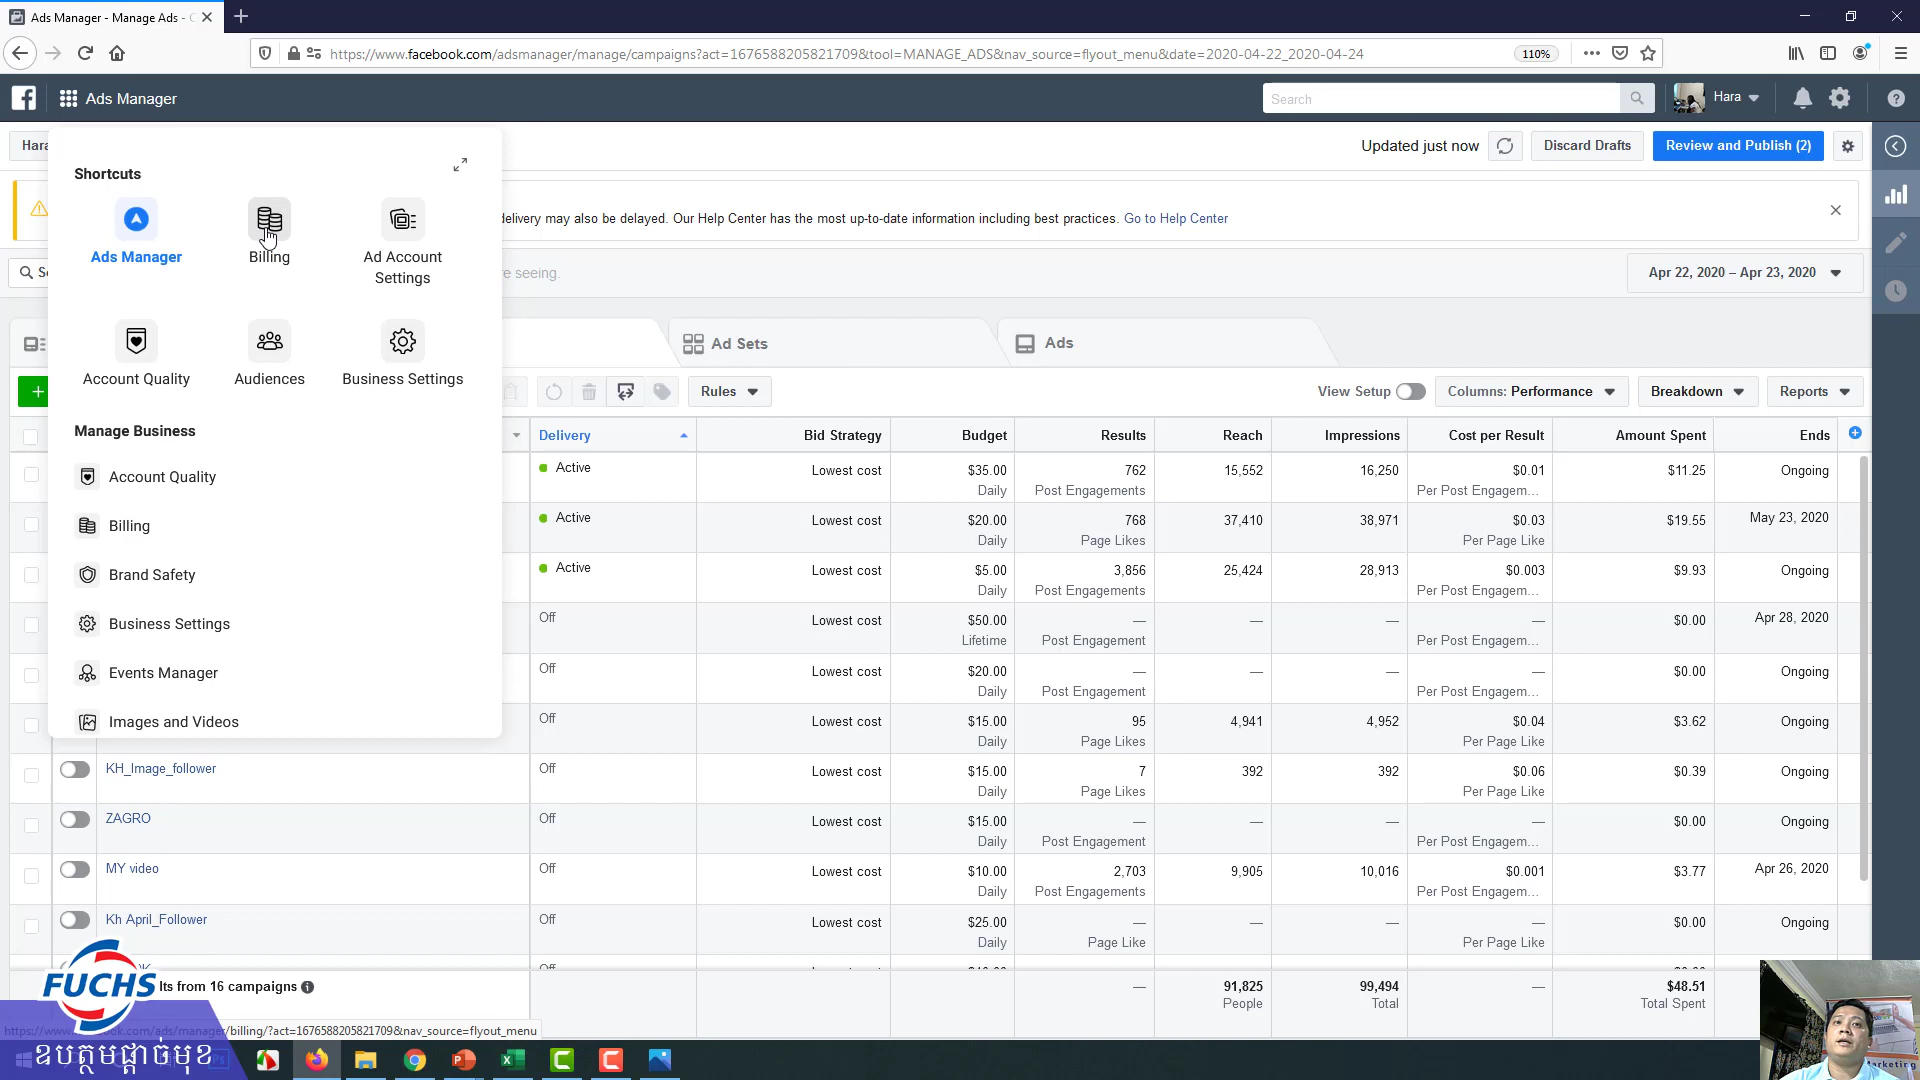 Ads Manager - Manage Ads - C
https://www.facebook.com/adsmanager/manage/campaigns?act=1676588205821709&tool=MANAGE_ADS&nav_source=flyout_menu&date=2020-04-22_2020-04-24
110%
Ads Manager
Search
Hara
Hara
Updated just now
Discard Drafts
Review and Publish (2)
Shortcuts
Ads Manager
Billing
Ad Account Settings
Account Quality
Audiences
Business Settings
Manage Business
Account Quality
Billing
Brand Safety
Business Settings
Events Manager
Images and Videos
delivery may also be delayed. Our Help Center has the most up-to-date information including best practices. Go to Help Center
re seeing.
Apr 22, 2020 – Apr 23, 2020
Ad Sets
Ads
Rules
View Setup
Columns: Performance
Breakdown
Reports
Delivery Bid Strategy Budget Results Reach Impressions Cost per Result Amount Spent Ends
Active Lowest cost $35.00 762 15,552 16,250 $0.01 $11.25 Ongoing
Daily Post Engagements Per Post Engagem...
Active Lowest cost $20.00 768 37,410 38,971 $0.03 $19.55 May 23, 2020
Daily Page Likes Per Page Like
Active Lowest cost $5.00 3,856 25,424 28,913 $0.003 $9.93 Ongoing
Daily Post Engagements Per Post Engagem...
Off Lowest cost $50.00 — — — — $0.00 Apr 28, 2020
Lifetime Post Engagement Per Post Engagem...
Off Lowest cost $20.00 — — — — $0.00 Ongoing
Daily Post Engagement Per Post Engagem...
Off Lowest cost $15.00 95 4,941 4,952 $0.04 $3.62 Ongoing
Daily Page Likes Per Page Like
KH_Image_follower Off Lowest cost $15.00 7 392 392 $0.06 $0.39 Ongoing
Daily Page Likes Per Page Like
ZAGRO Off Lowest cost $15.00 — — — — $0.00 Ongoing
Daily Post Engagement Per Post Engagem...
MY video Off Lowest cost $10.00 2,703 9,905 10,016 $0.001 $3.77 Apr 26, 2020
Daily Post Engagements Per Post Engagem...
Kh April_Follower Off Lowest cost $25.00 — — — — $0.00 Ongoing
Daily Page Like Per Page Like
lts from 16 campaigns — 91,825 99,494 — $48.51
People Total Total Spent
FUCHS
ឧបត្ថមផ្តាច់មុខ